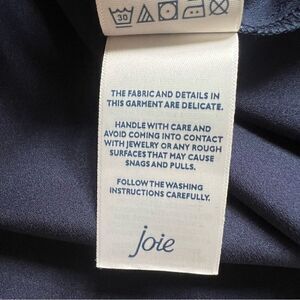 30
THE FABRIC AND DETAILS IN
THIS GARMENT ARE DELICATE.
HANDLE WITH CARE AND
AVOID COMING INTO CONTACT
WITH JEWELRY OR ANY ROUGH
SURFACES THAT MAY CAUSE
SNAGS AND PULLS.
FOLLOW THE WASHING
INSTRUCTIONS CAREFULLY.
joie